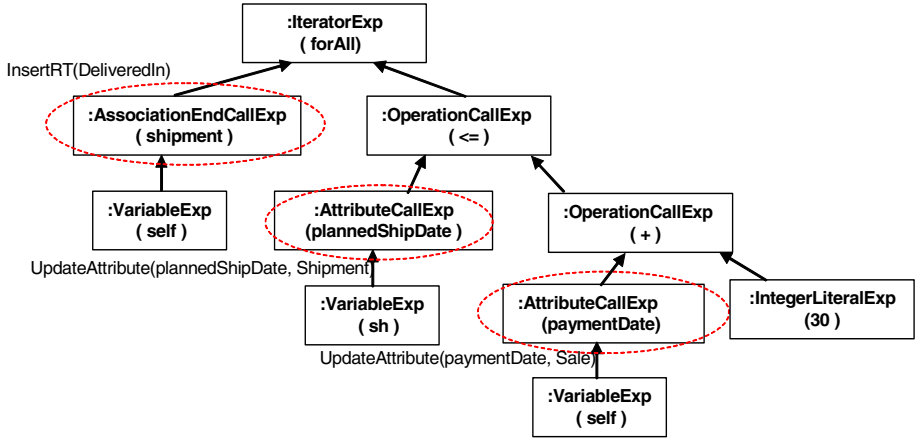 :IteratorExp
( forAll)
InsertRT(DeliveredIn)
:AssociationEndCallExp
( shipment )
:OperationCallExp
( <= )
:VariableExp
( self )
:AttributeCallExp
(plannedShipDate )
:OperationCallExp
( + )
UpdateAttribute(plannedShipDate, Shipment)
:VariableExp
( sh )
:AttributeCallExp
(paymentDate)
:IntegerLiteralExp
(30 )
UpdateAttribute(paymentDate, Sale)
:VariableExp
( self )